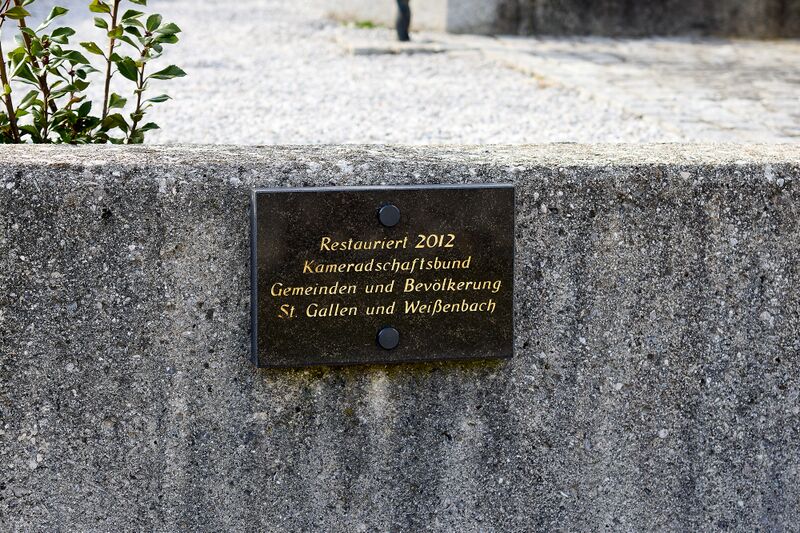 Restauriert 2012
Kameradschaftsbund
Gemeinden und Bevölkerung
St. Gallen und Weißenbach